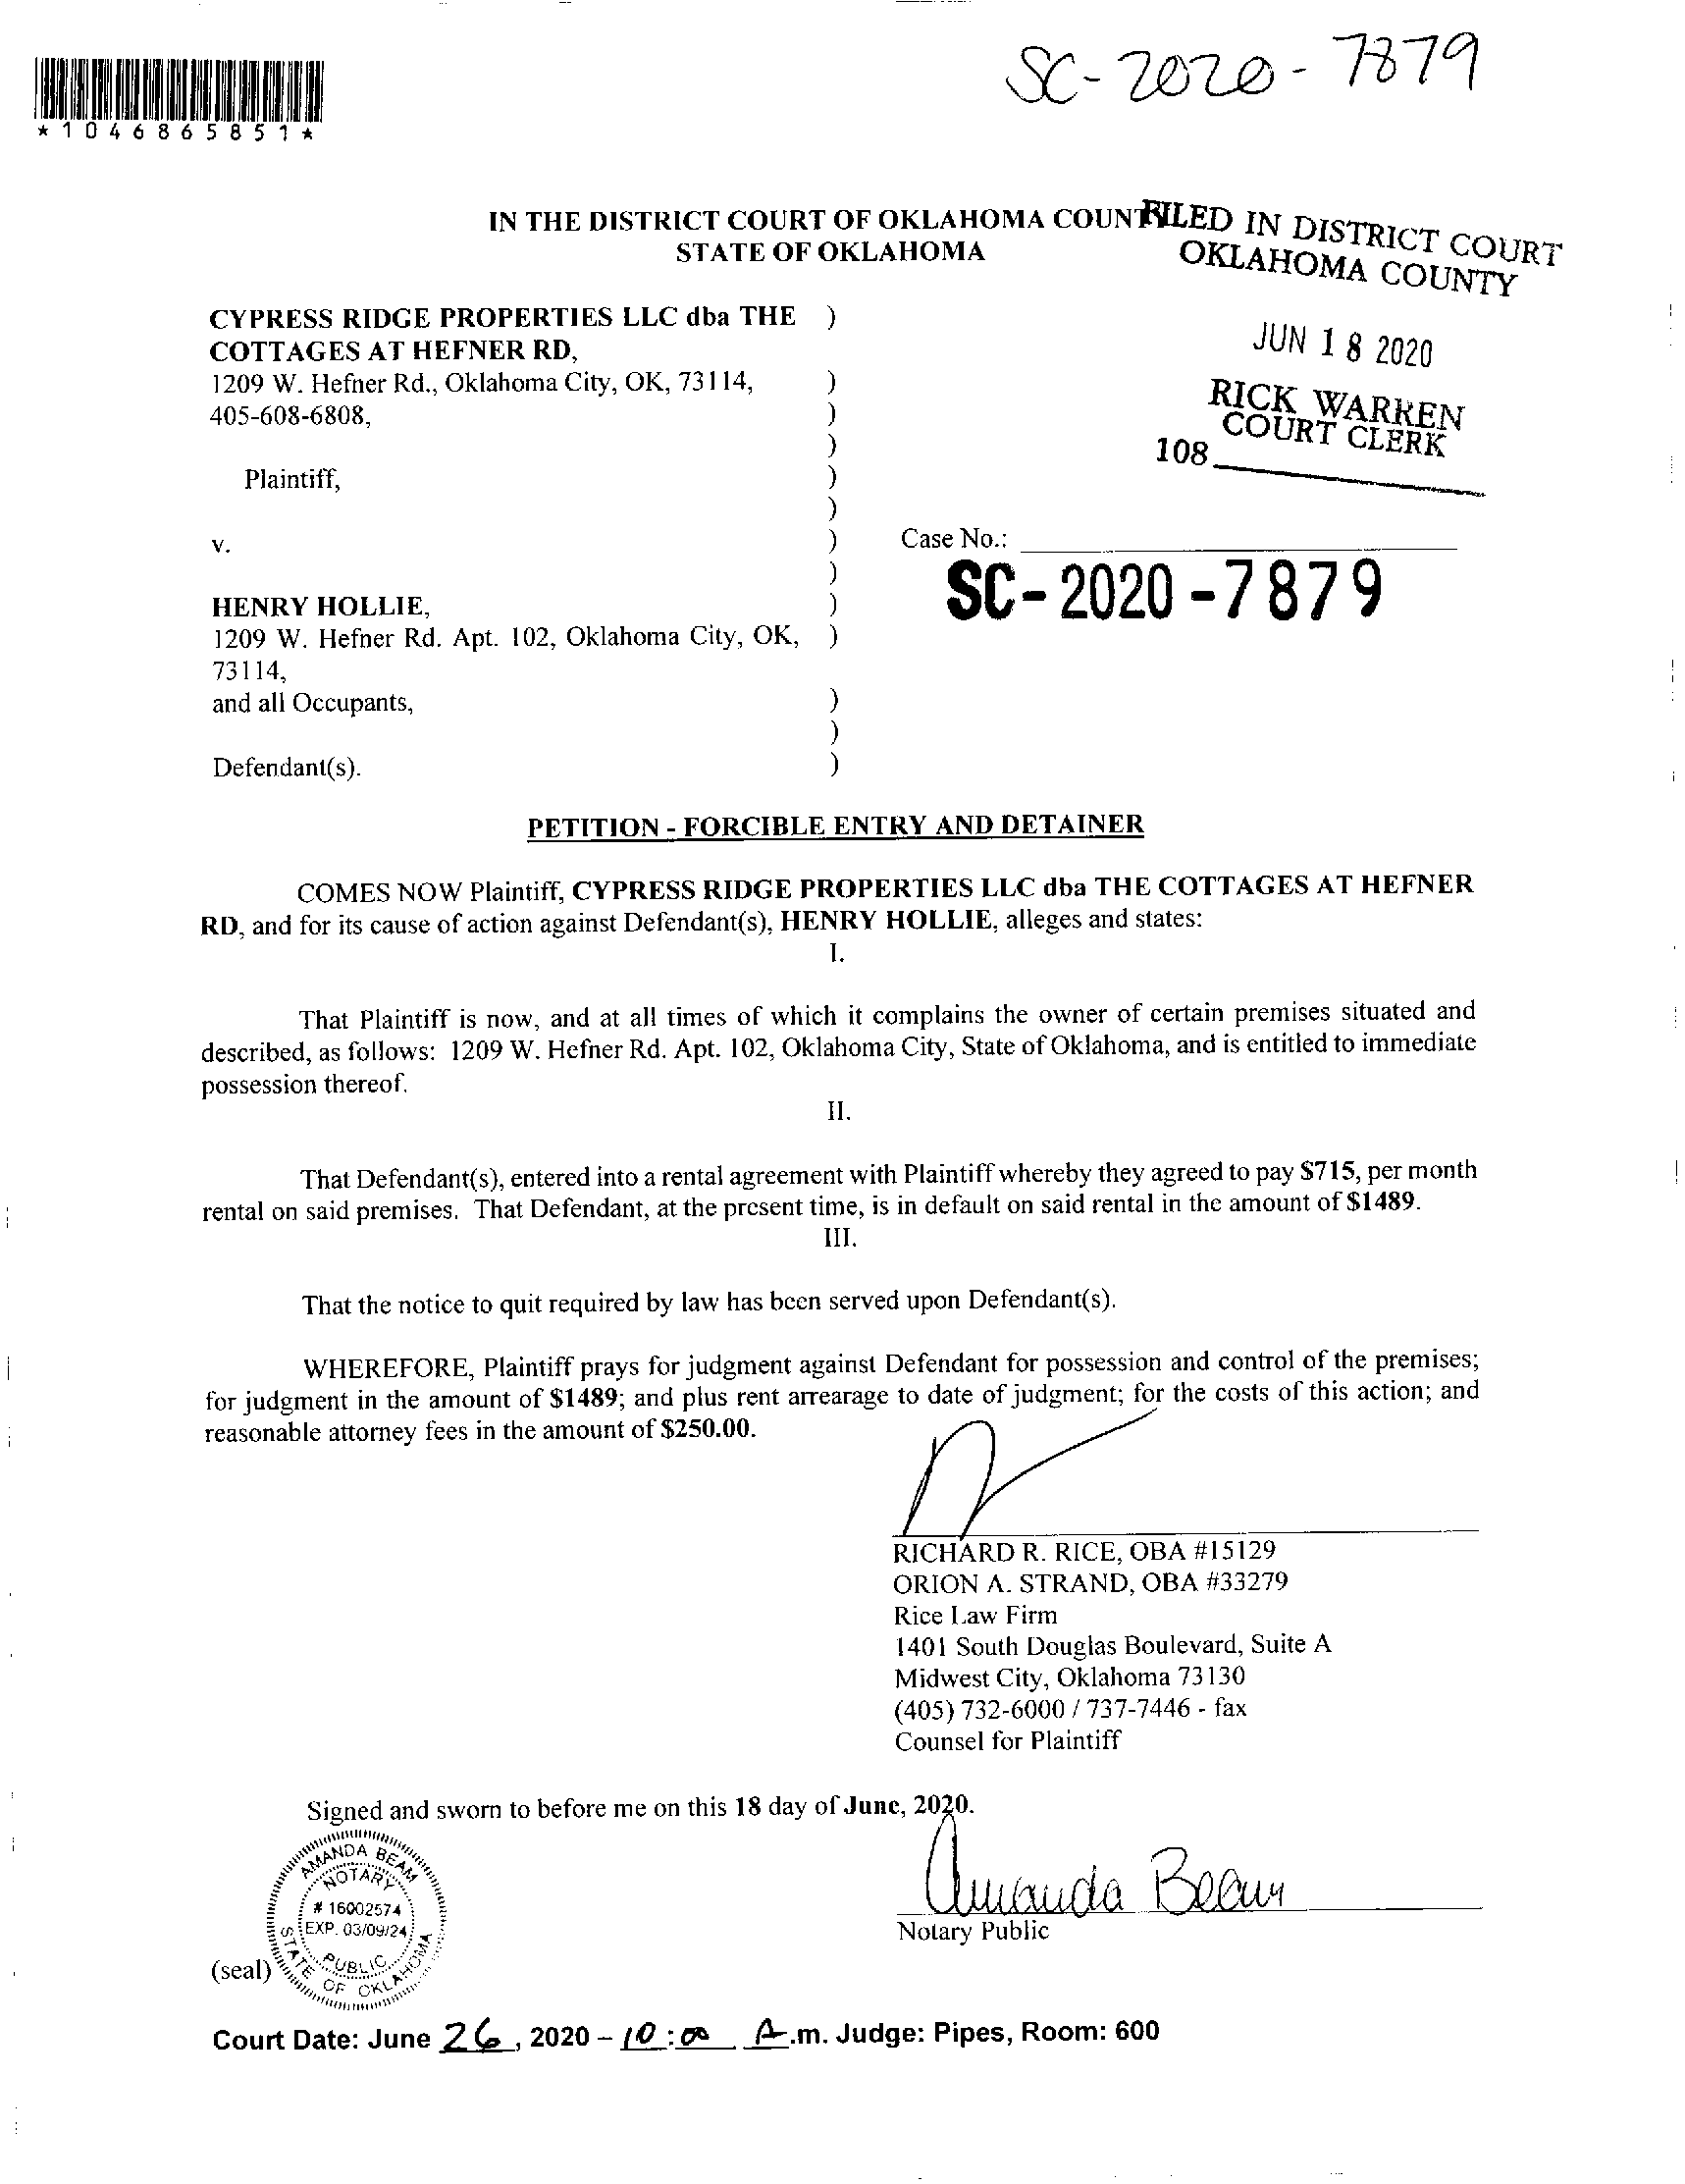 SC-2020-7879
*1046865851*
IN THE DISTRICT COURT OF OKLAHOMA COUNT
STATE OF OKLAHOMA
FILED IN DISTRICT COURT
OKLAHOMA COUNTY
JUN 18 2020
RICK WARREN
COURT CLERK
108
CYPRESS RIDGE PROPERTIES LLC dba THE )
COTTAGES AT HEFNER RD,
1209 W. Hefner Rd., Oklahoma City, OK, 73114, )
405-608-6808, )
)
Plaintiff, )
)
v. )
)
HENRY HOLLIE, )
1209 W. Hefner Rd. Apt. 102, Oklahoma City, OK, )
73114,
and all Occupants, )
)
Defendant(s). )
Case No.:
SC-2020-7879
PETITION - FORCIBLE ENTRY AND DETAINER
COMES NOW Plaintiff, CYPRESS RIDGE PROPERTIES LLC dba THE COTTAGES AT HEFNER
RD, and for its cause of action against Defendant(s), HENRY HOLLIE, alleges and states:
I.
That Plaintiff is now, and at all times of which it complains the owner of certain premises situated and
described, as follows: 1209 W. Hefner Rd. Apt. 102, Oklahoma City, State of Oklahoma, and is entitled to immediate
possession thereof.
II.
That Defendant(s), entered into a rental agreement with Plaintiff whereby they agreed to pay $715, per month
rental on said premises. That Defendant, at the present time, is in default on said rental in the amount of $1489.
III.
That the notice to quit required by law has been served upon Defendant(s).
WHEREFORE, Plaintiff prays for judgment against Defendant for possession and control of the premises;
for judgment in the amount of $1489; and plus rent arrearage to date of judgment; for the costs of this action; and
reasonable attorney fees in the amount of $250.00.
RICHARD R. RICE, OBA #15129
ORION A. STRAND, OBA #33279
Rice Law Firm
1401 South Douglas Boulevard, Suite A
Midwest City, Oklahoma 73130
(405) 732-6000 / 737-7446 - fax
Counsel for Plaintiff
Signed and sworn to before me on this 18 day of June, 2020.
Amanda Beam
Notary Public
AMANDA BEAM
NOTARY
# 16002574
EXP. 03/09/24
PUBLIC
STATE OF OKLAHOMA
(seal)
Court Date: June 26, 2020 – 10:00 A.m. Judge: Pipes, Room: 600